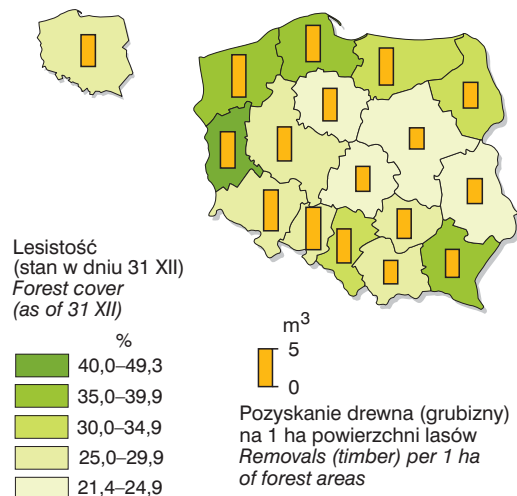 Lesistość
(stan w dniu 31 XII)
Forest cover
(as of 31 XII)
%
40,0–49,3
35,0–39,9
30,0–34,9
25,0–29,9
21,4–24,9
m³
5
0
Pozyskanie drewna (grubizny)
na 1 ha powierzchni lasów
Removals (timber) per 1 ha
of forest areas